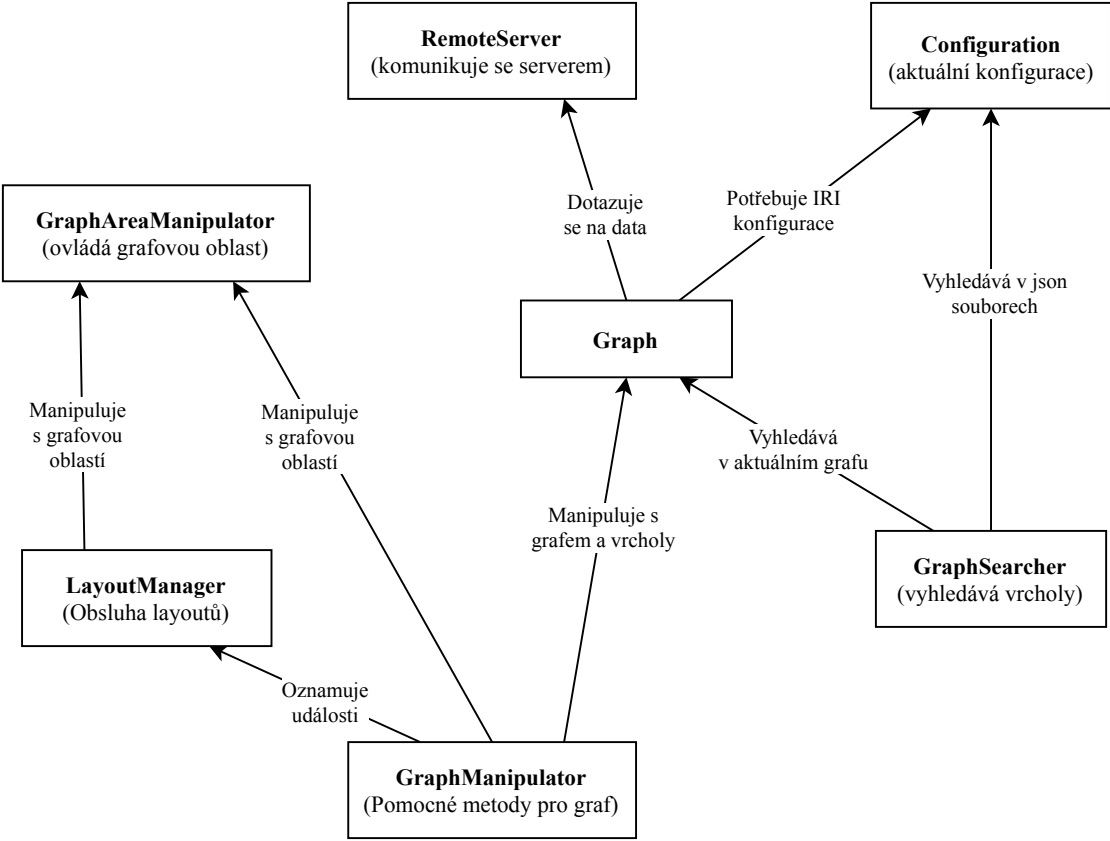 RemoteServer
(komunikuje se serverem)
Configuration
(aktuální konfigurace)
GraphAreaManipulator
(ovládá grafovou oblast)
Dotazuje
se na data
Potřebuje IRI
konfigurace
Vyhledává v json
souborech
Graph
Manipuluje
s grafovou
oblastí
Manipuluje
s grafovou
oblastí
Vyhledává
v aktuálním grafu
Manipuluje s
grafem a vrcholy
LayoutManager
(Obsluha layoutů)
GraphSearcher
(vyhledává vrcholy)
Oznamuje
události
GraphManipulator
(Pomocné metody pro graf)